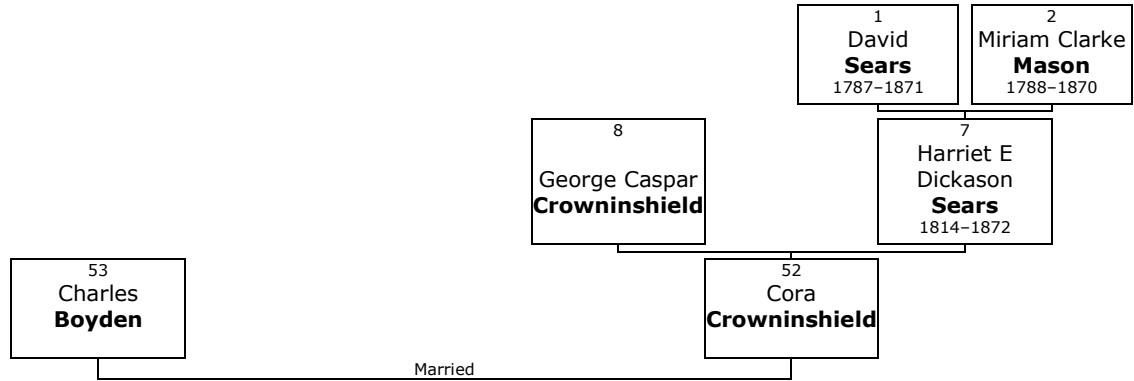 1
David
Sears
1787–1871
2
Miriam Clarke
Mason
1788–1870
8
George Caspar
Crowninshield
7
Harriet E
Dickason
Sears
1814–1872
53
Charles
Boyden
52
Cora
Crowninshield
Married